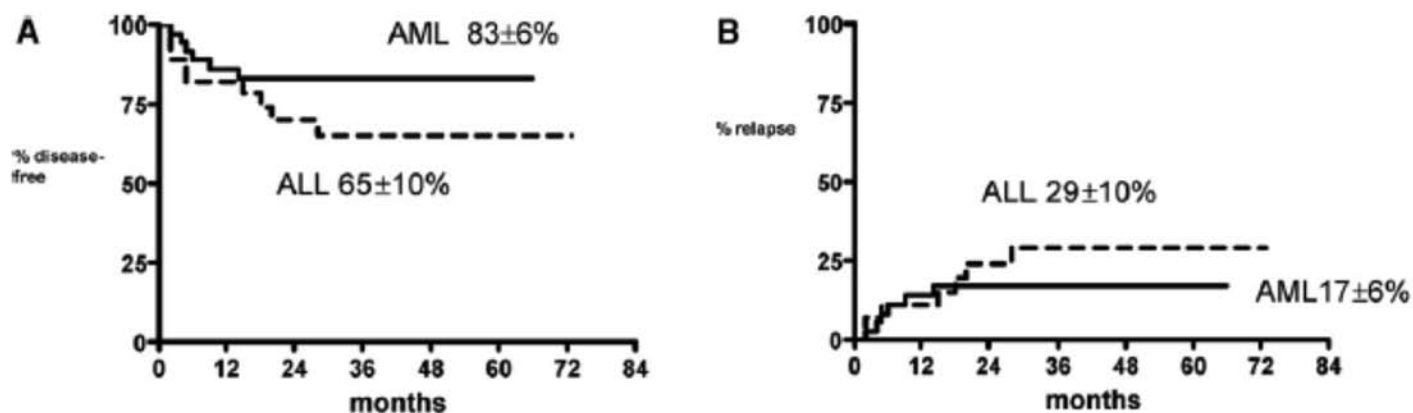 A
100
75
50
25
0
% disease-
free
AML 83±6%
ALL 65±10%
0 12 24 36 48 60 72 84
months
B
100
75
50
25
0
% relapse
ALL 29±10%
AML17±6%
0 12 24 36 48 60 72 84
months